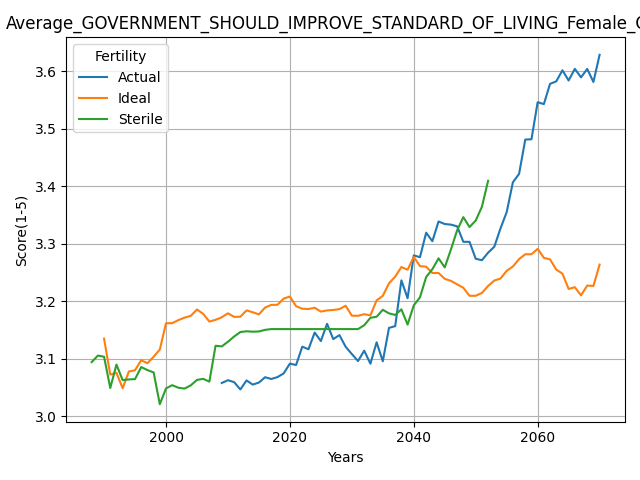 Average_GOVERNMENT_SHOULD_IMPROVE_STANDARD_OF_LIVING_Female_
Fertility
Actual
Ideal
Sterile
3.6
3.5
3.4
3.3
3.2
3.1
3.0
Score(1-5)
2000 2020 2040 2060
Years